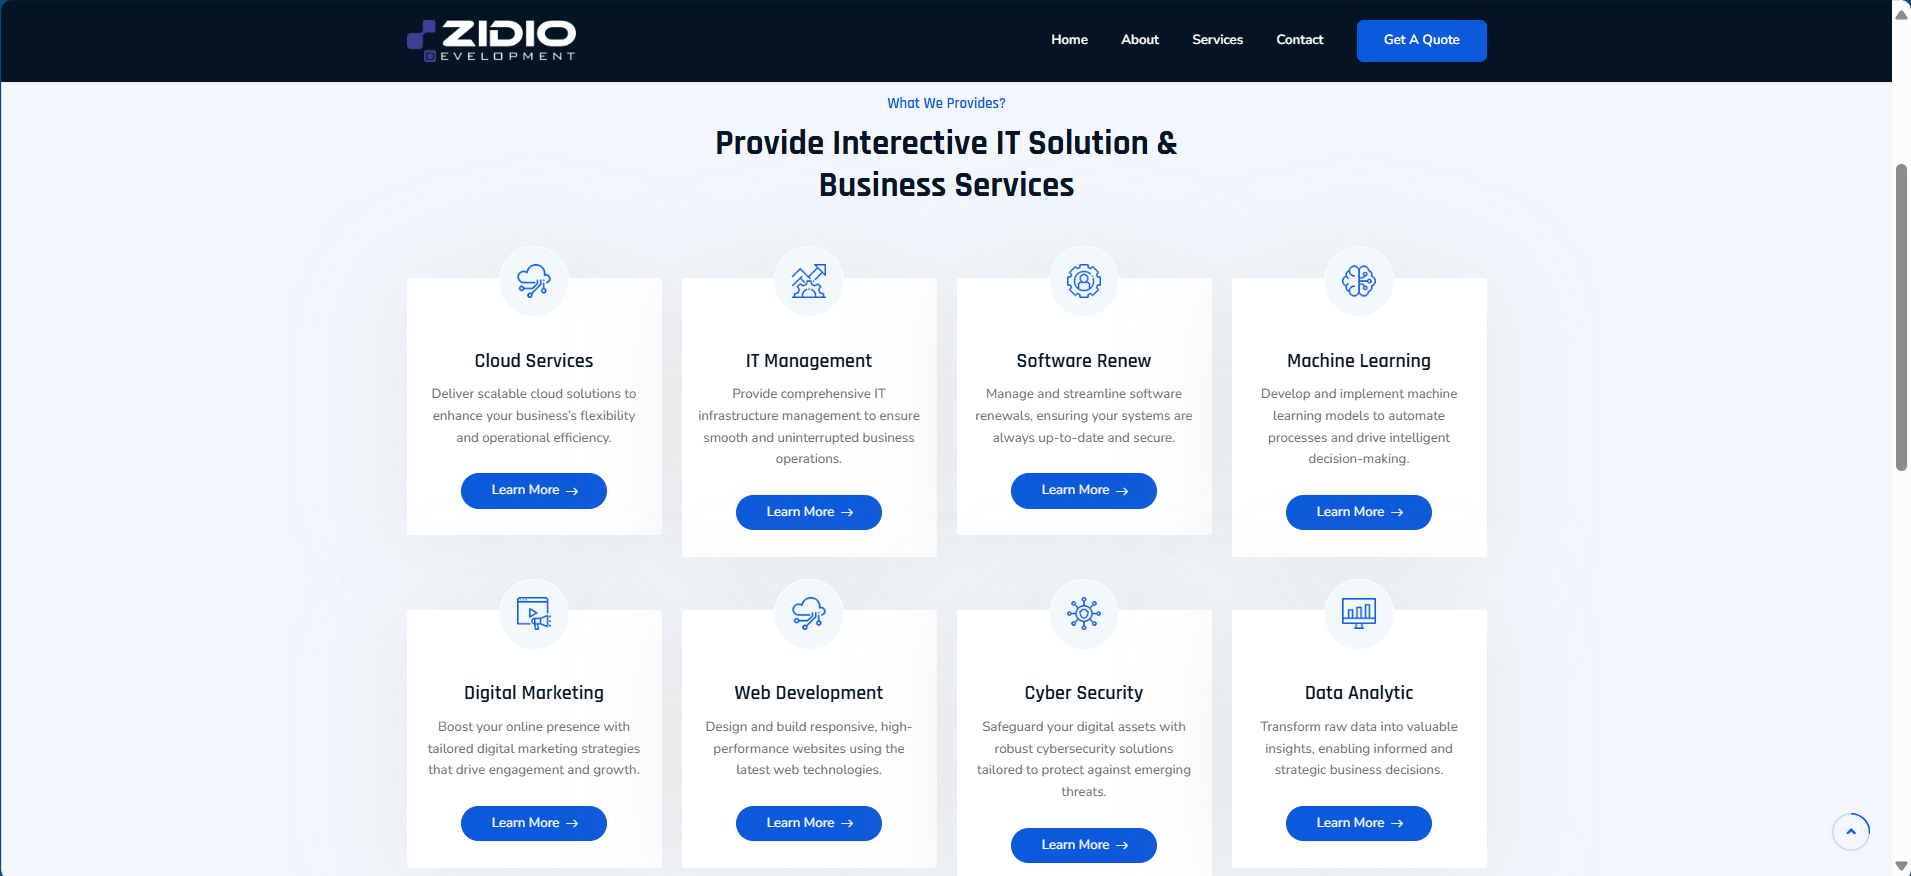 ZIDIO
DEVELOPMENT
Home
About
Services
Contact
Get A Quote
What We Provides?
Provide Interective IT Solution &
Business Services
Cloud Services
Deliver scalable cloud solutions to
enhance your business's flexibility
and operational efficiency.
Learn More →
IT Management
Provide comprehensive IT
infrastructure management to ensure
smooth and uninterrupted business
operations.
Learn More →
Software Renew
Manage and streamline software
renewals, ensuring your systems are
always up-to-date and secure.
Learn More →
Machine Learning
Develop and implement machine
learning models to automate
processes and drive intelligent
decision-making.
Learn More →
Digital Marketing
Boost your online presence with
tailored digital marketing strategies
that drive engagement and growth.
Learn More →
Web Development
Design and build responsive, high-
performance websites using the
latest web technologies.
Learn More →
Cyber Security
Safeguard your digital assets with
robust cybersecurity solutions
tailored to protect against emerging
threats.
Learn More →
Data Analytic
Transform raw data into valuable
insights, enabling informed and
strategic business decisions.
Learn More →